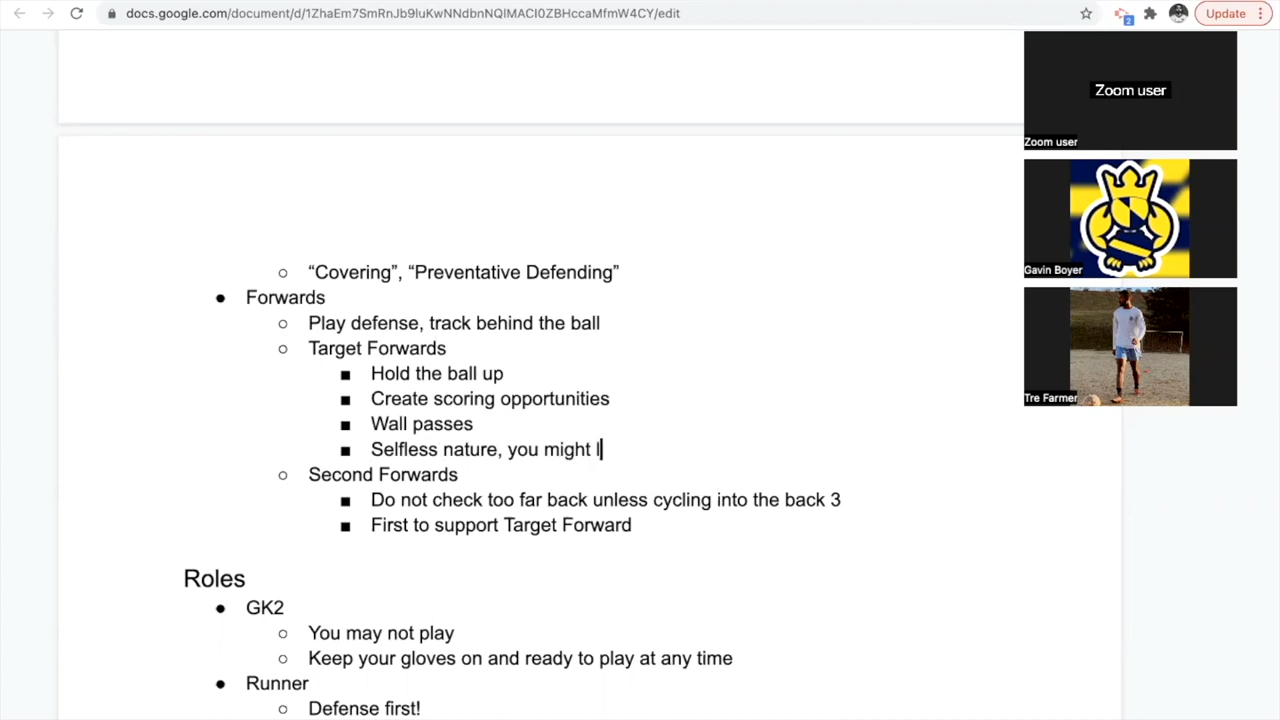 docs.google.com/document/d/1ZhaEm7SmRnJb9luKwNNdbnNQlMACI0ZBHccaMfmW4CY/edit
2
Update
Zoom user
Zoom user
Gavin Boyer
Tre Farmer
○ “Covering”, “Preventative Defending”
● Forwards
○ Play defense, track behind the ball
○ Target Forwards
■ Hold the ball up
■ Create scoring opportunities
■ Wall passes
■ Selfless nature, you might l
○ Second Forwards
■ Do not check too far back unless cycling into the back 3
■ First to support Target Forward
Roles
● GK2
○ You may not play
○ Keep your gloves on and ready to play at any time
● Runner
○ Defense first!